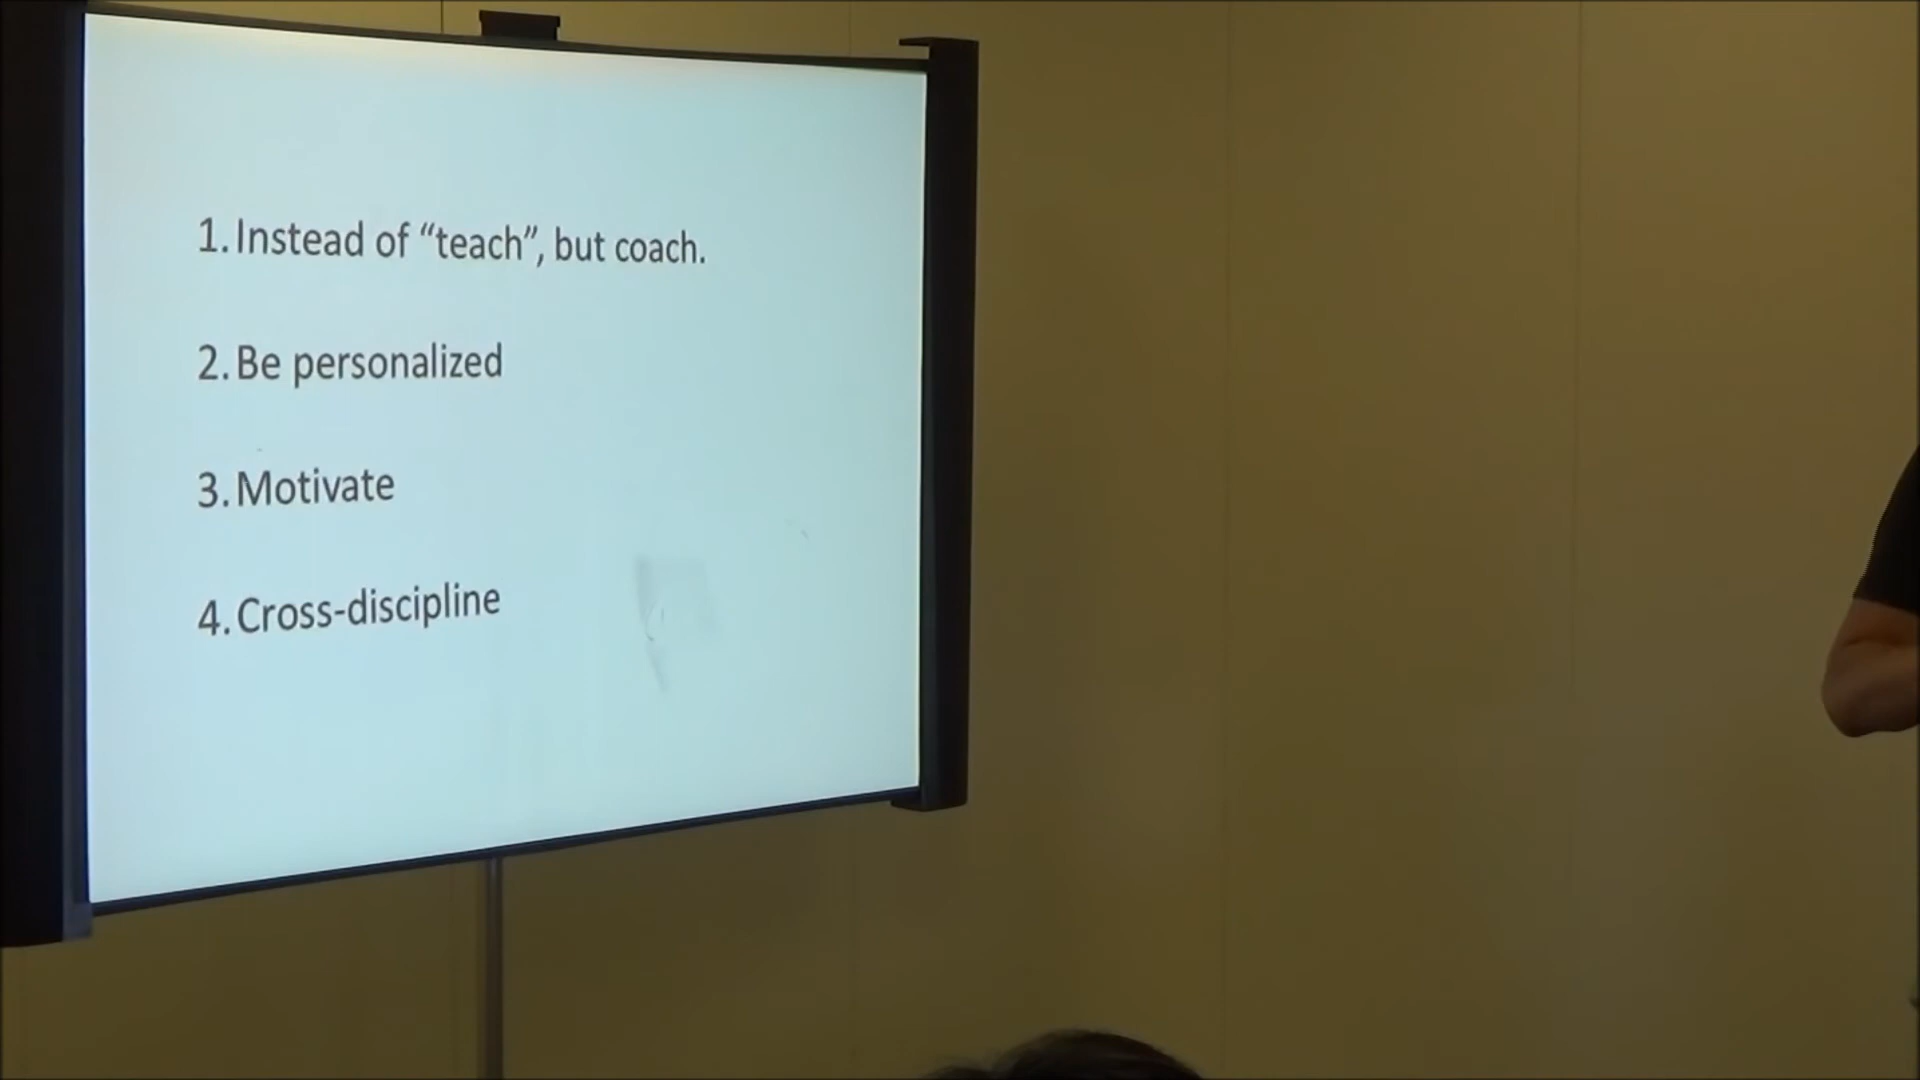 1. Instead of “teach”, but coach.
2. Be personalized
3. Motivate
4. Cross-discipline